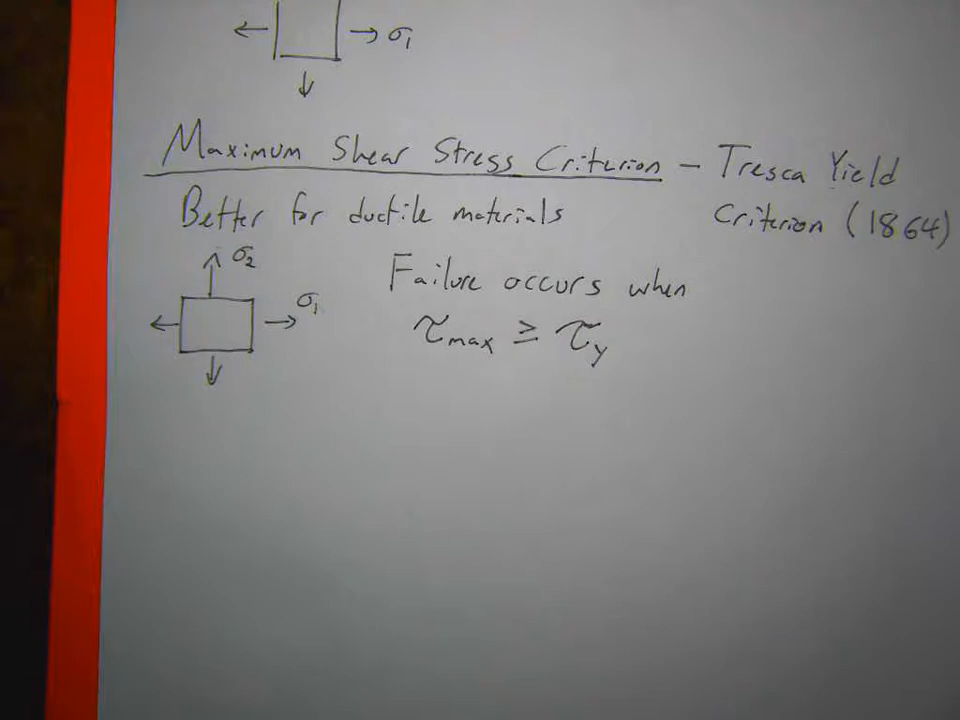 σ₁
Maximum Shear Stress Criterion – Tresca Yield
Better for ductile materials Criterion (1864)
σ₂
Failure occurs when
σ₁
τmax ≥ τy